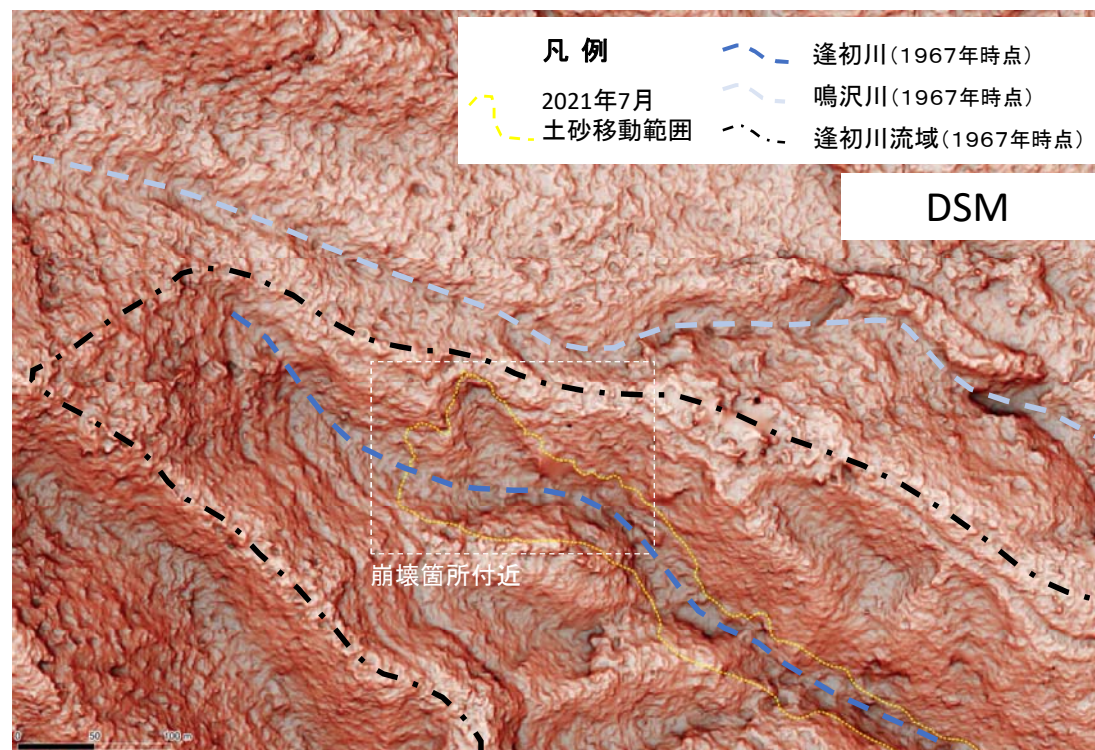 凡 例
2021年7月
土砂移動範囲
逢初川(1967年時点)
鳴沢川(1967年時点)
逢初川流域(1967年時点)
DSM
崩壊箇所付近
0 50 100 m